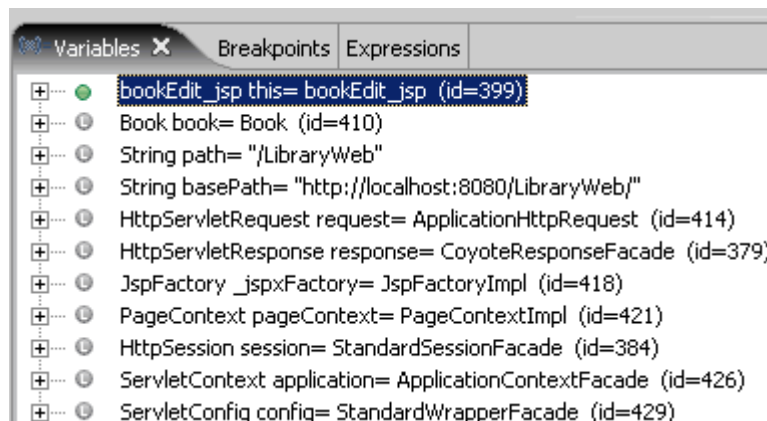 Variables Breakpoints Expressions
bookEdit_jsp this= bookEdit_jsp (id=399)
Book book= Book (id=410)
String path= "/LibraryWeb"
String basePath= "http://localhost:8080/LibraryWeb/"
HttpServletRequest request= ApplicationHttpRequest (id=414)
HttpServletResponse response= CoyoteResponseFacade (id=379)
JspFactory _jspxFactory= JspFactoryImpl (id=418)
PageContext pageContext= PageContextImpl (id=421)
HttpSession session= StandardSessionFacade (id=384)
ServletContext application= ApplicationContextFacade (id=426)
ServletConfig config= StandardWrapperFacade (id=429)